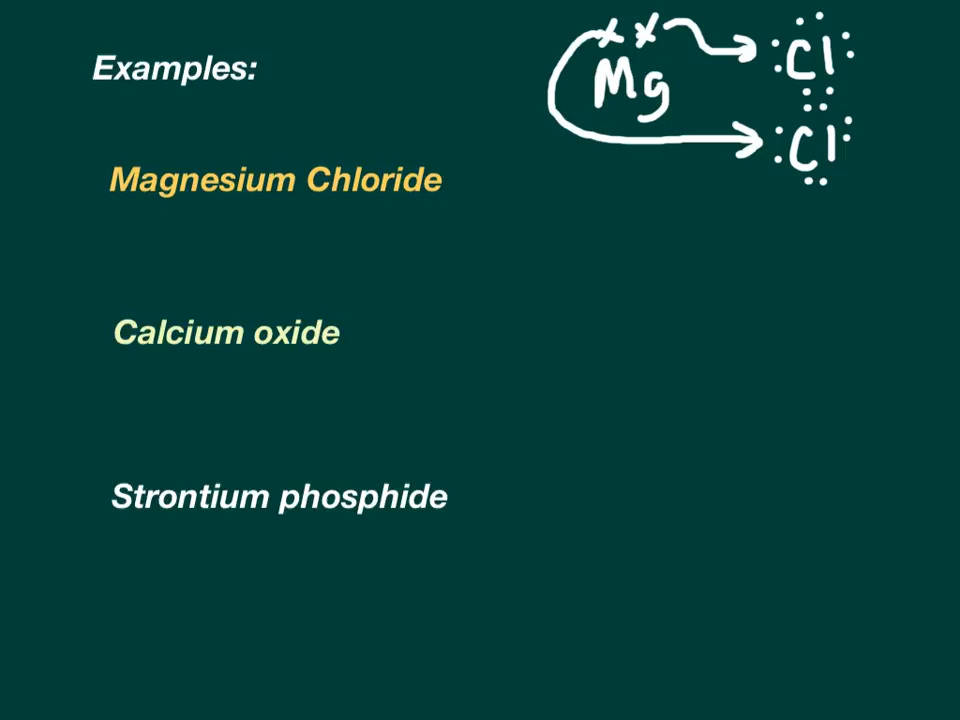 Examples:
Mg Cl
Cl
Magnesium Chloride
Calcium oxide
Strontium phosphide